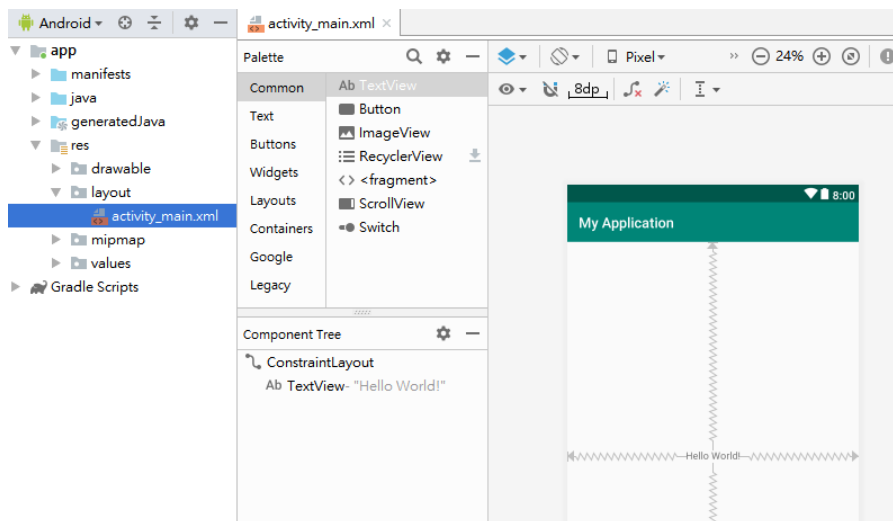 Android
activity_main.xml
app
manifests
java
generatedJava
res
drawable
layout
activity_main.xml
mipmap
values
Gradle Scripts
Palette
Common
Text
Buttons
Widgets
Layouts
Containers
Google
Legacy
Ab TextView
Button
ImageView
RecyclerView
<fragment>
ScrollView
Switch
Component Tree
ConstraintLayout
Ab TextView- "Hello World!"
Pixel
24%
8dp
8:00
My Application
Hello World!